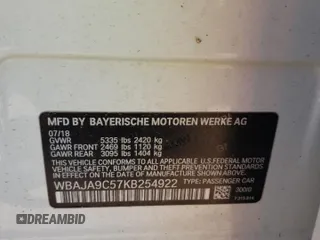 MFD BY BAYERISCHE MOTOREN WERKE AG
07/18
GVWR 5335 lbs 2420 kg
GAWR FRONT 2469 lbs 1120 kg
GAWR REAR 3095 lbs 1404 kg
THIS VEHICLE CONFORMS TO ALL APPLICABLE FEDERAL
MOTOR VEHICLE SAFETY, BUMPER, AND THEFT PREVENTION
STANDARDS IN EFFECT ON THE DATE OF
MANUFACTURE SHOWN ABOVE.
WBAJA9C57KB254922 TYPE: PASSENGER CAR
DREAMBID